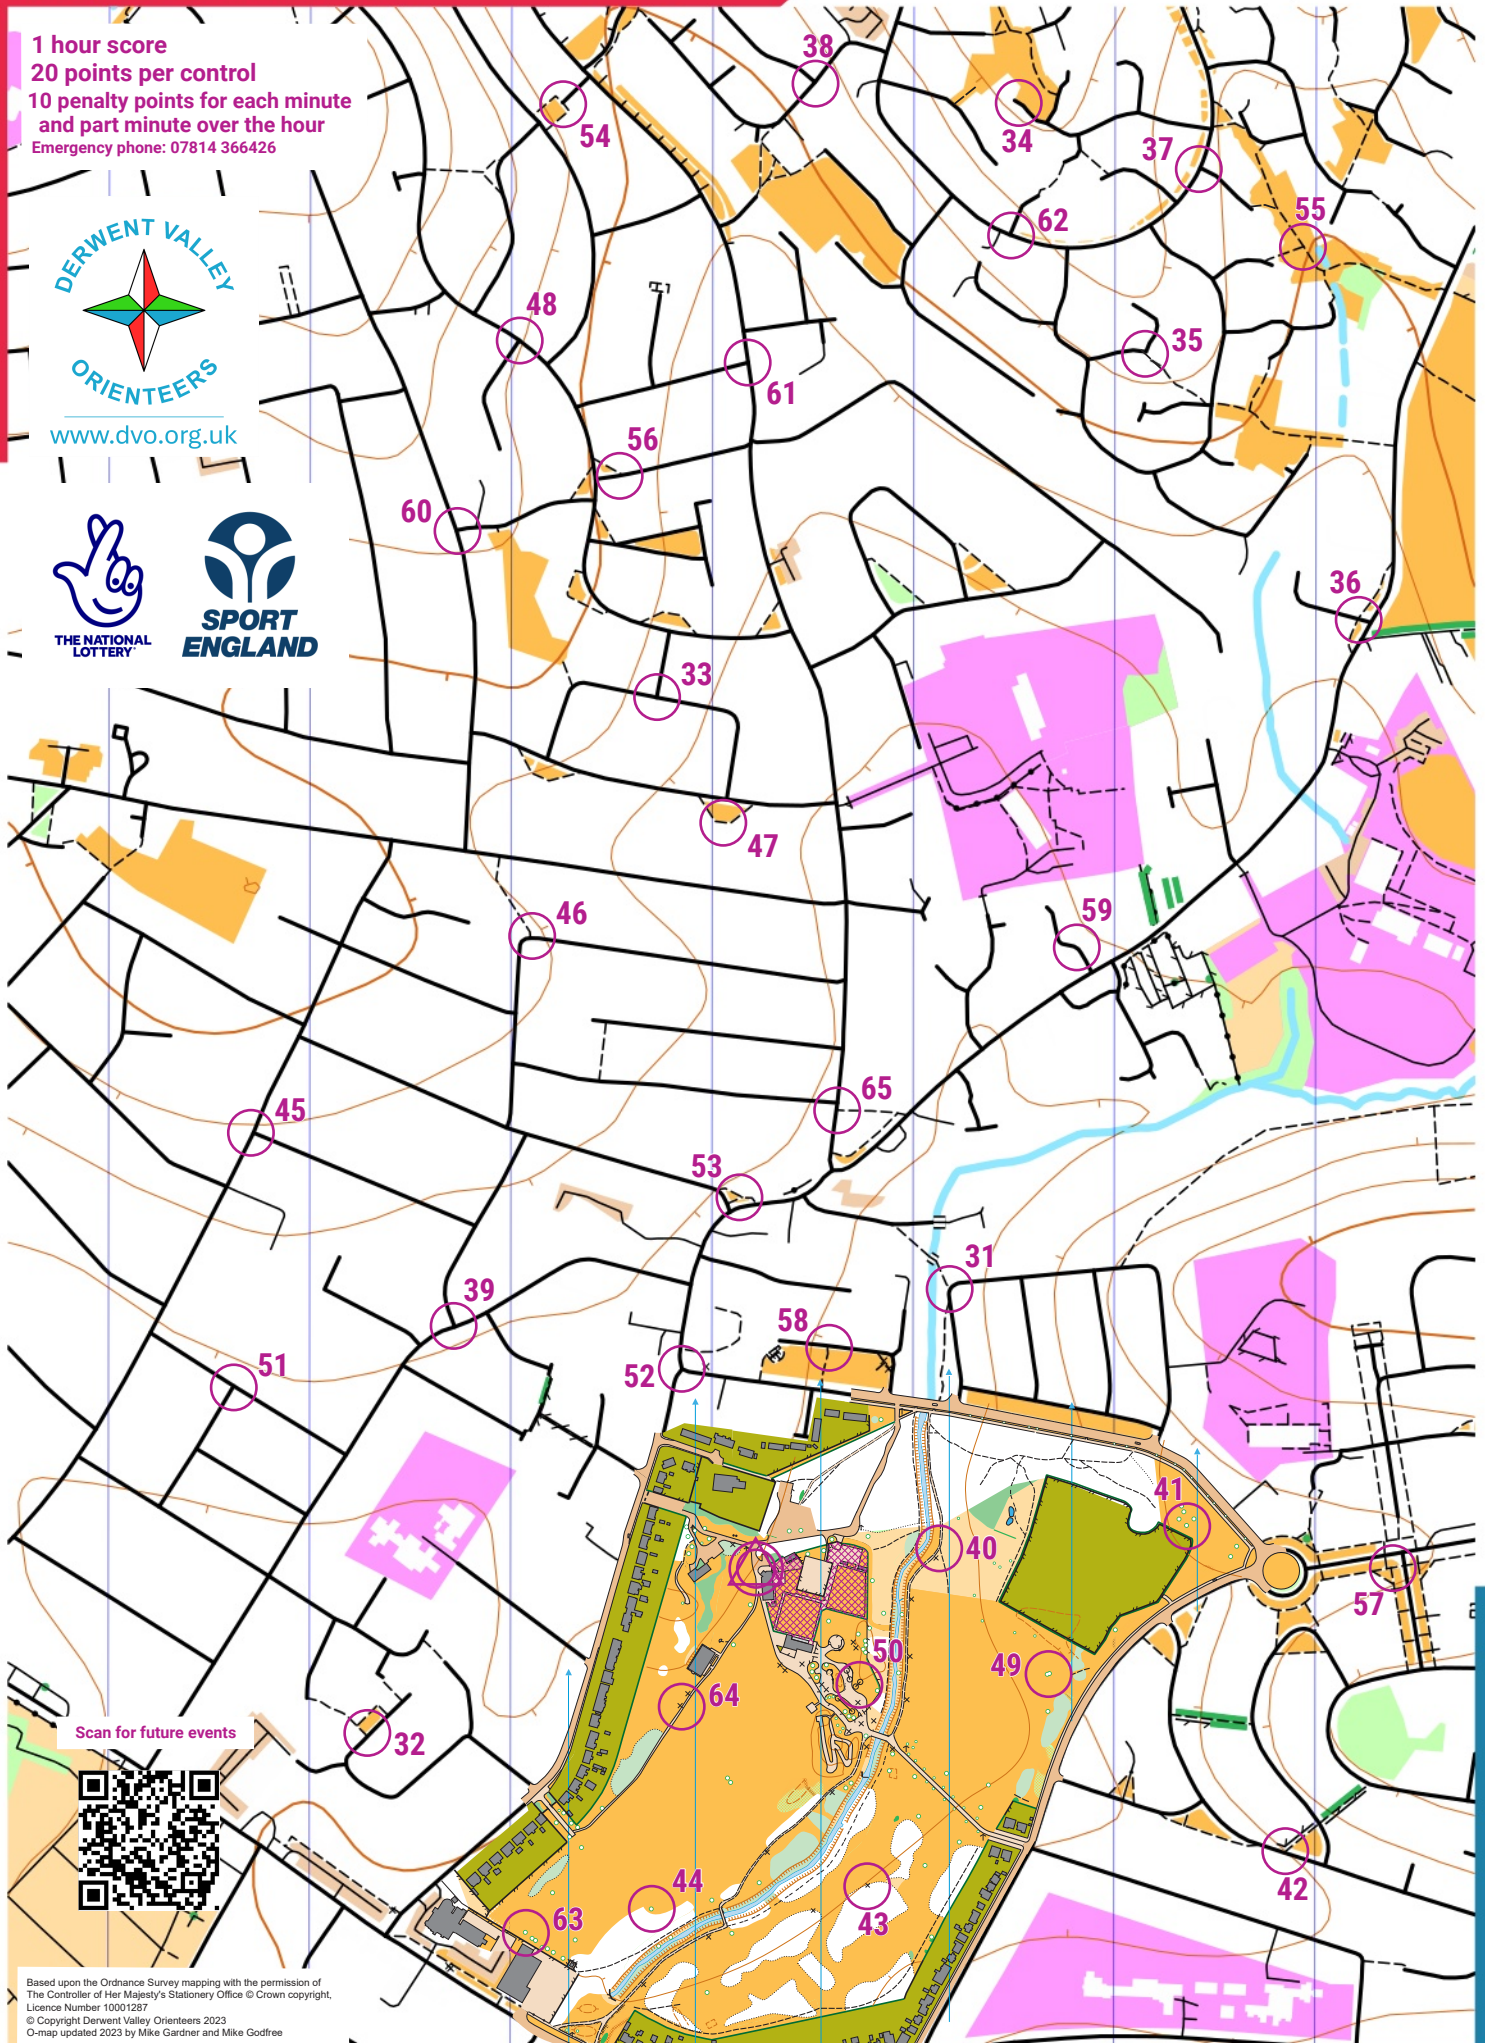 1 hour score
20 points per control
10 penalty points for each minute
and part minute over the hour
Emergency phone: 07814 366426
DERWENT VALLEY
ORIENTEERS
www.dvo.org.uk
THE NATIONAL
LOTTERY
SPORT
ENGLAND
38
54
34
37
62
55
48
35
61
56
60
36
33
47
46
59
45
65
53
31
39
58
51
52
41
40
57
50
49
64
32
44
43
42
63
Scan for future events
Based upon the Ordnance Survey mapping with the permission of
The Controller of Her Majesty's Stationery Office © Crown copyright,
Licence Number 10001287
© Copyright Derwent Valley Orienteers 2023
O-map updated 2023 by Mike Gardner and Mike Godfree